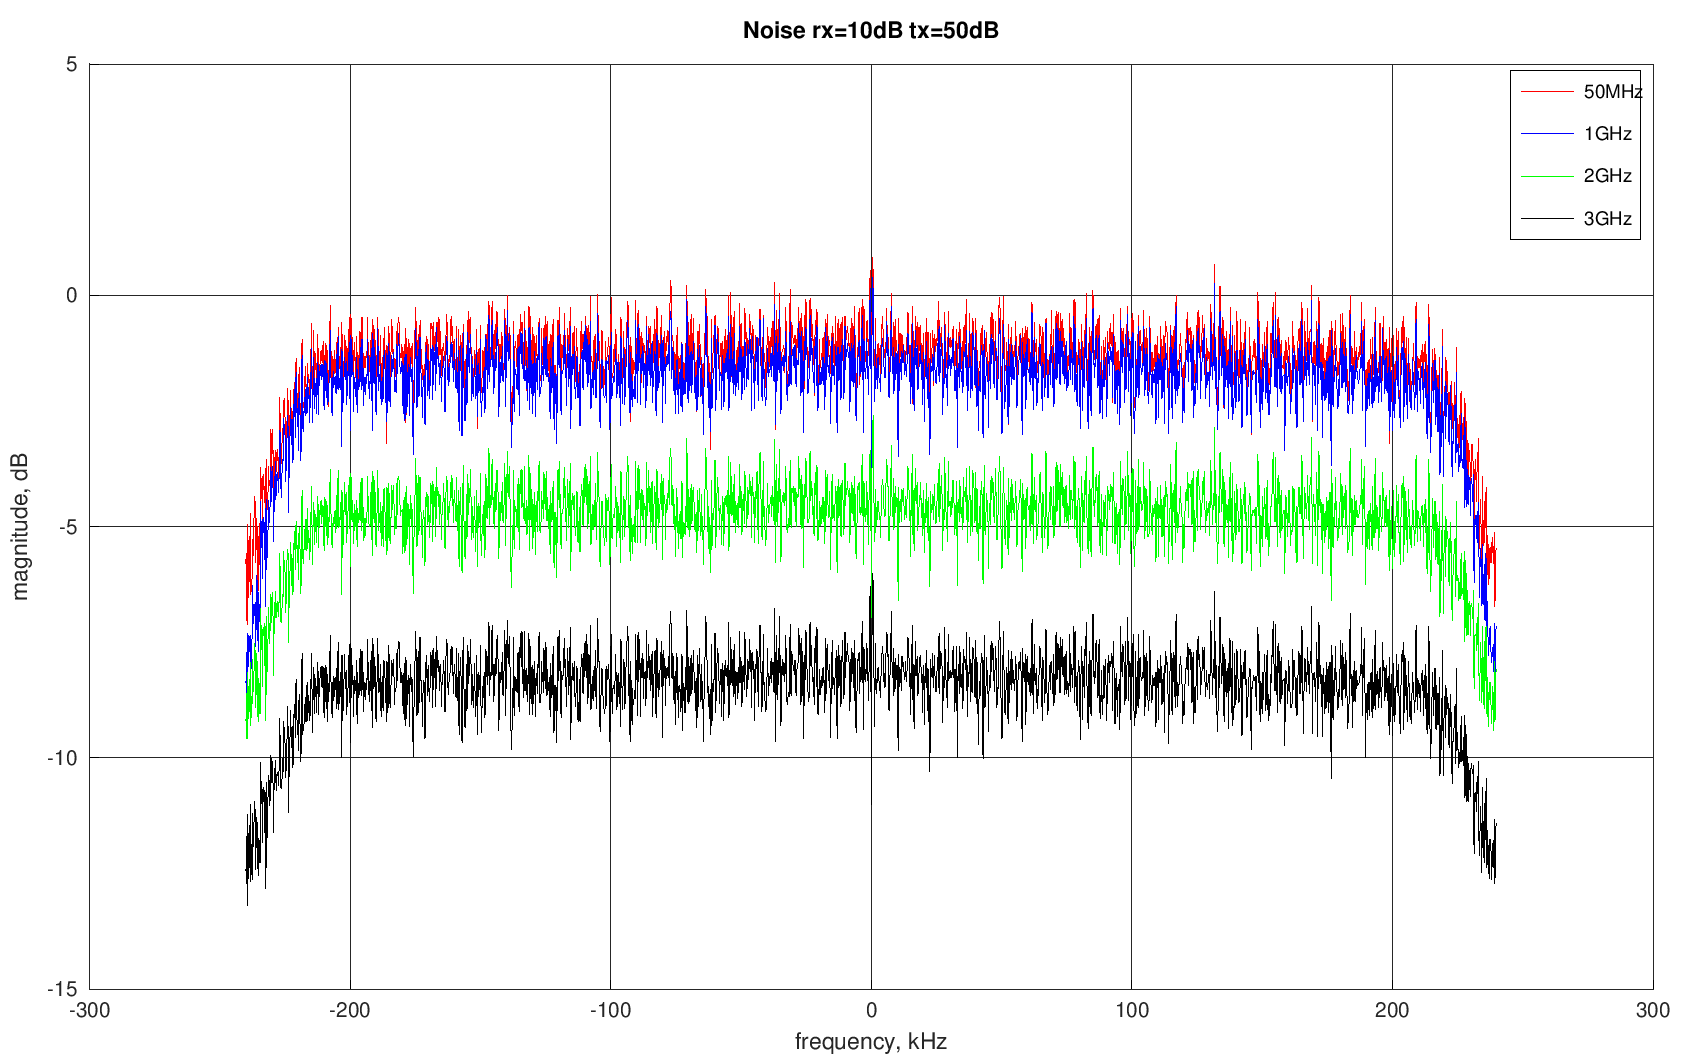 Noise rx=10dB tx=50dB
5
0
-5
-10
-15
magnitude, dB
50MHz
1GHz
2GHz
3GHz
-300
-200
-100
0
100
200
300
frequency, kHz